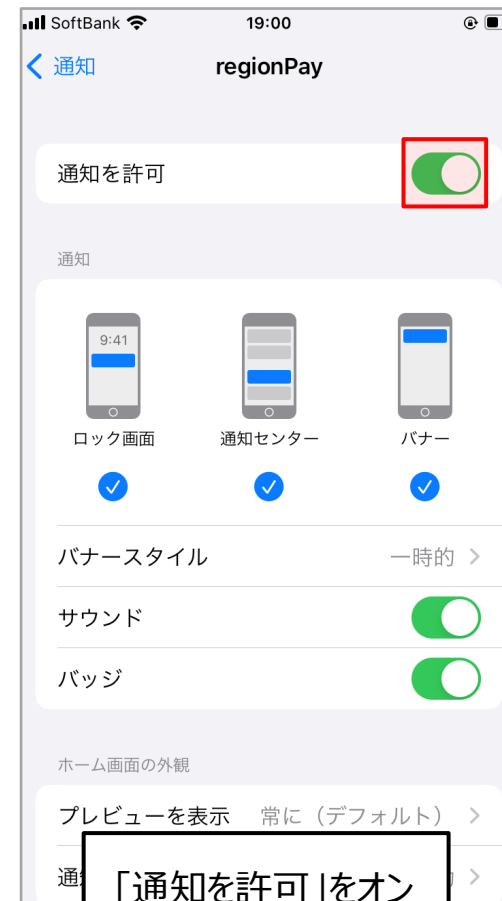 SoftBank 19:00
通知 regionPay
通知を許可
通知
9:41
ロック画面 通知センター バナー
バナースタイル 一時的
サウンド
バッジ
ホーム画面の外観
プレビューを表示 常に（デフォルト）
通
「通知を許可」をオン